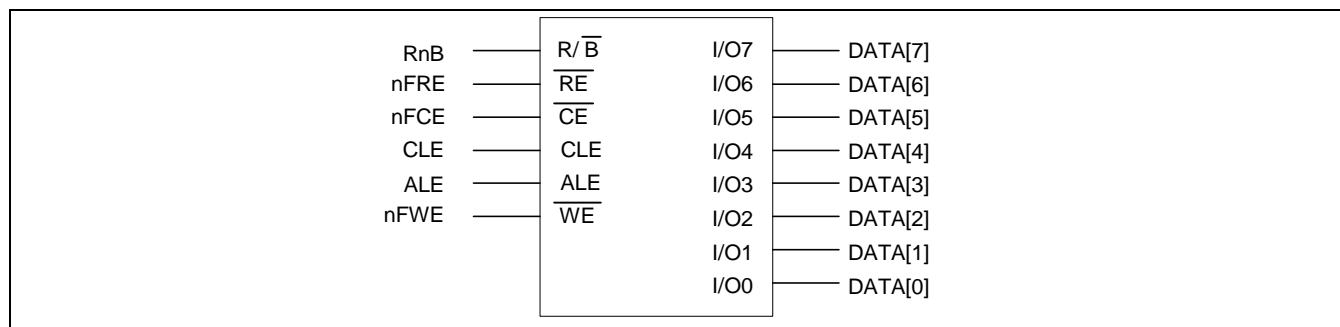 RnB R/B I/O7 DATA[7]
nFRE RE I/O6 DATA[6]
nFCE CE I/O5 DATA[5]
CLE CLE I/O4 DATA[4]
ALE ALE I/O3 DATA[3]
nFWE WE I/O2 DATA[2]
I/O1 DATA[1]
I/O0 DATA[0]